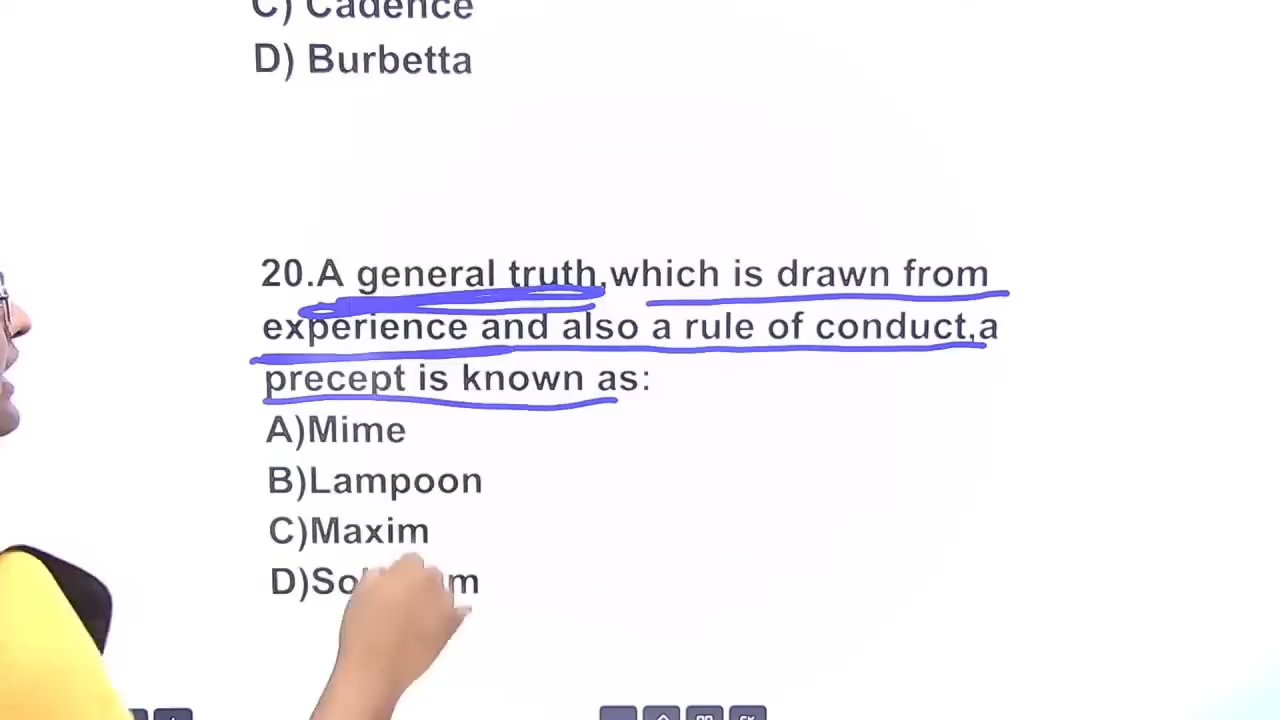 C) Cadence
D) Burbetta
20.A general truth,which is drawn from
experience and also a rule of conduct,a
precept is known as:
A)Mime
B)Lampoon
C)Maxim